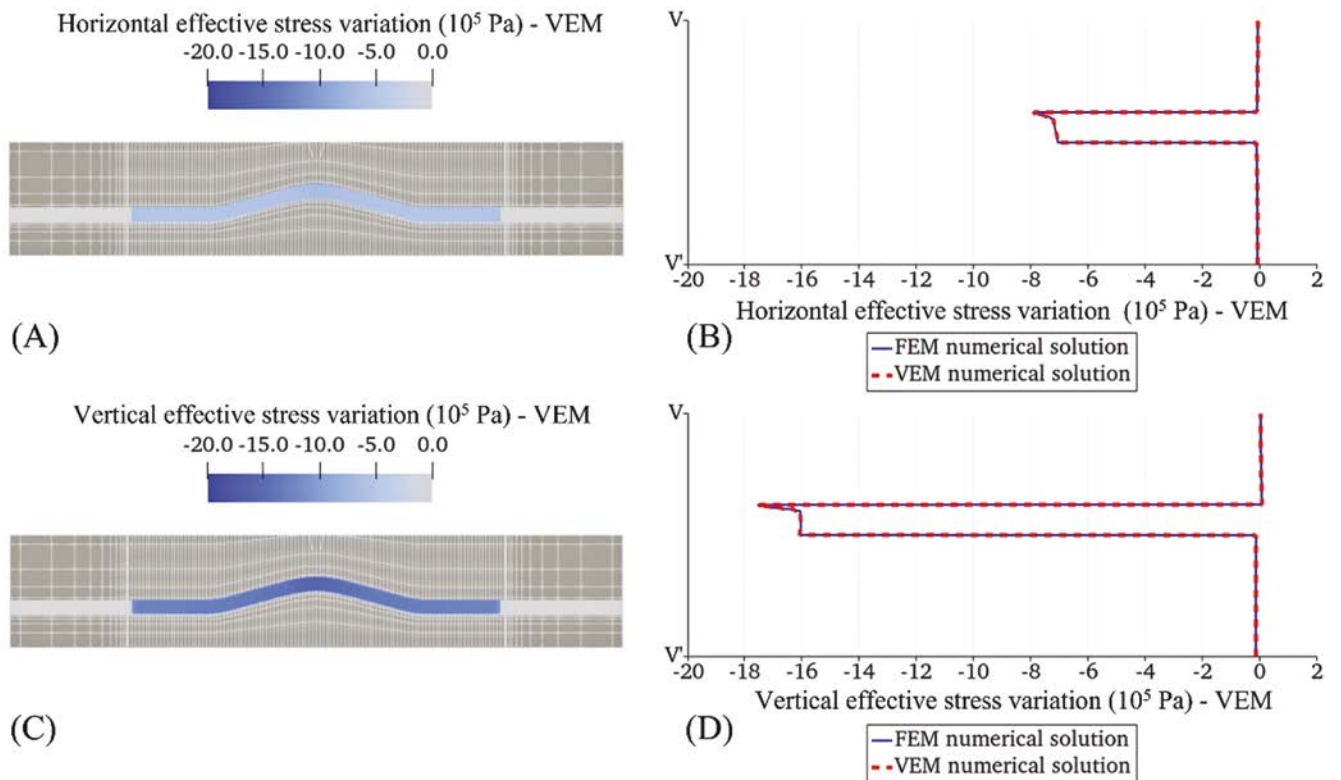 Horizontal effective stress variation (10⁵ Pa) - VEM
-20.0 -15.0 -10.0 -5.0 0.0
(A)
V
V'
-20 -18 -16 -14 -12 -10 -8 -6 -4 -2 0 2
Horizontal effective stress variation (10⁵ Pa) - VEM
(B)
FEM numerical solution
VEM numerical solution
Vertical effective stress variation (10⁵ Pa) - VEM
-20.0 -15.0 -10.0 -5.0 0.0
(C)
V
V'
-20 -18 -16 -14 -12 -10 -8 -6 -4 -2 0 2
Vertical effective stress variation (10⁵ Pa) - VEM
(D)
FEM numerical solution
VEM numerical solution